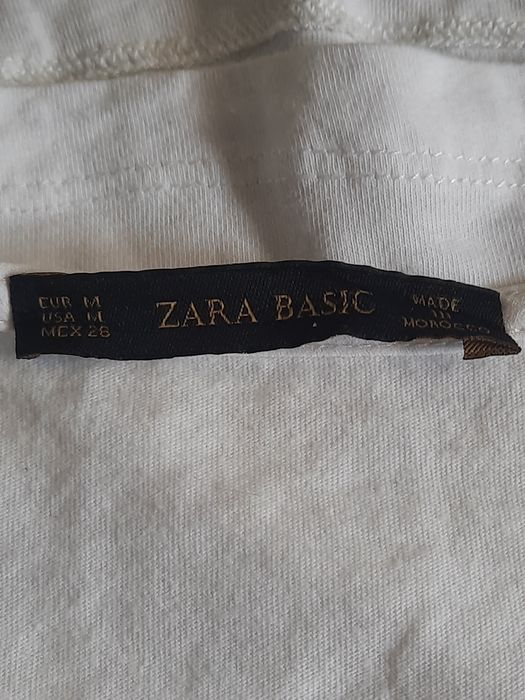 EUR M
USA M
MEX 28
ZARA BASIC
MADE
IN
MOROCCO